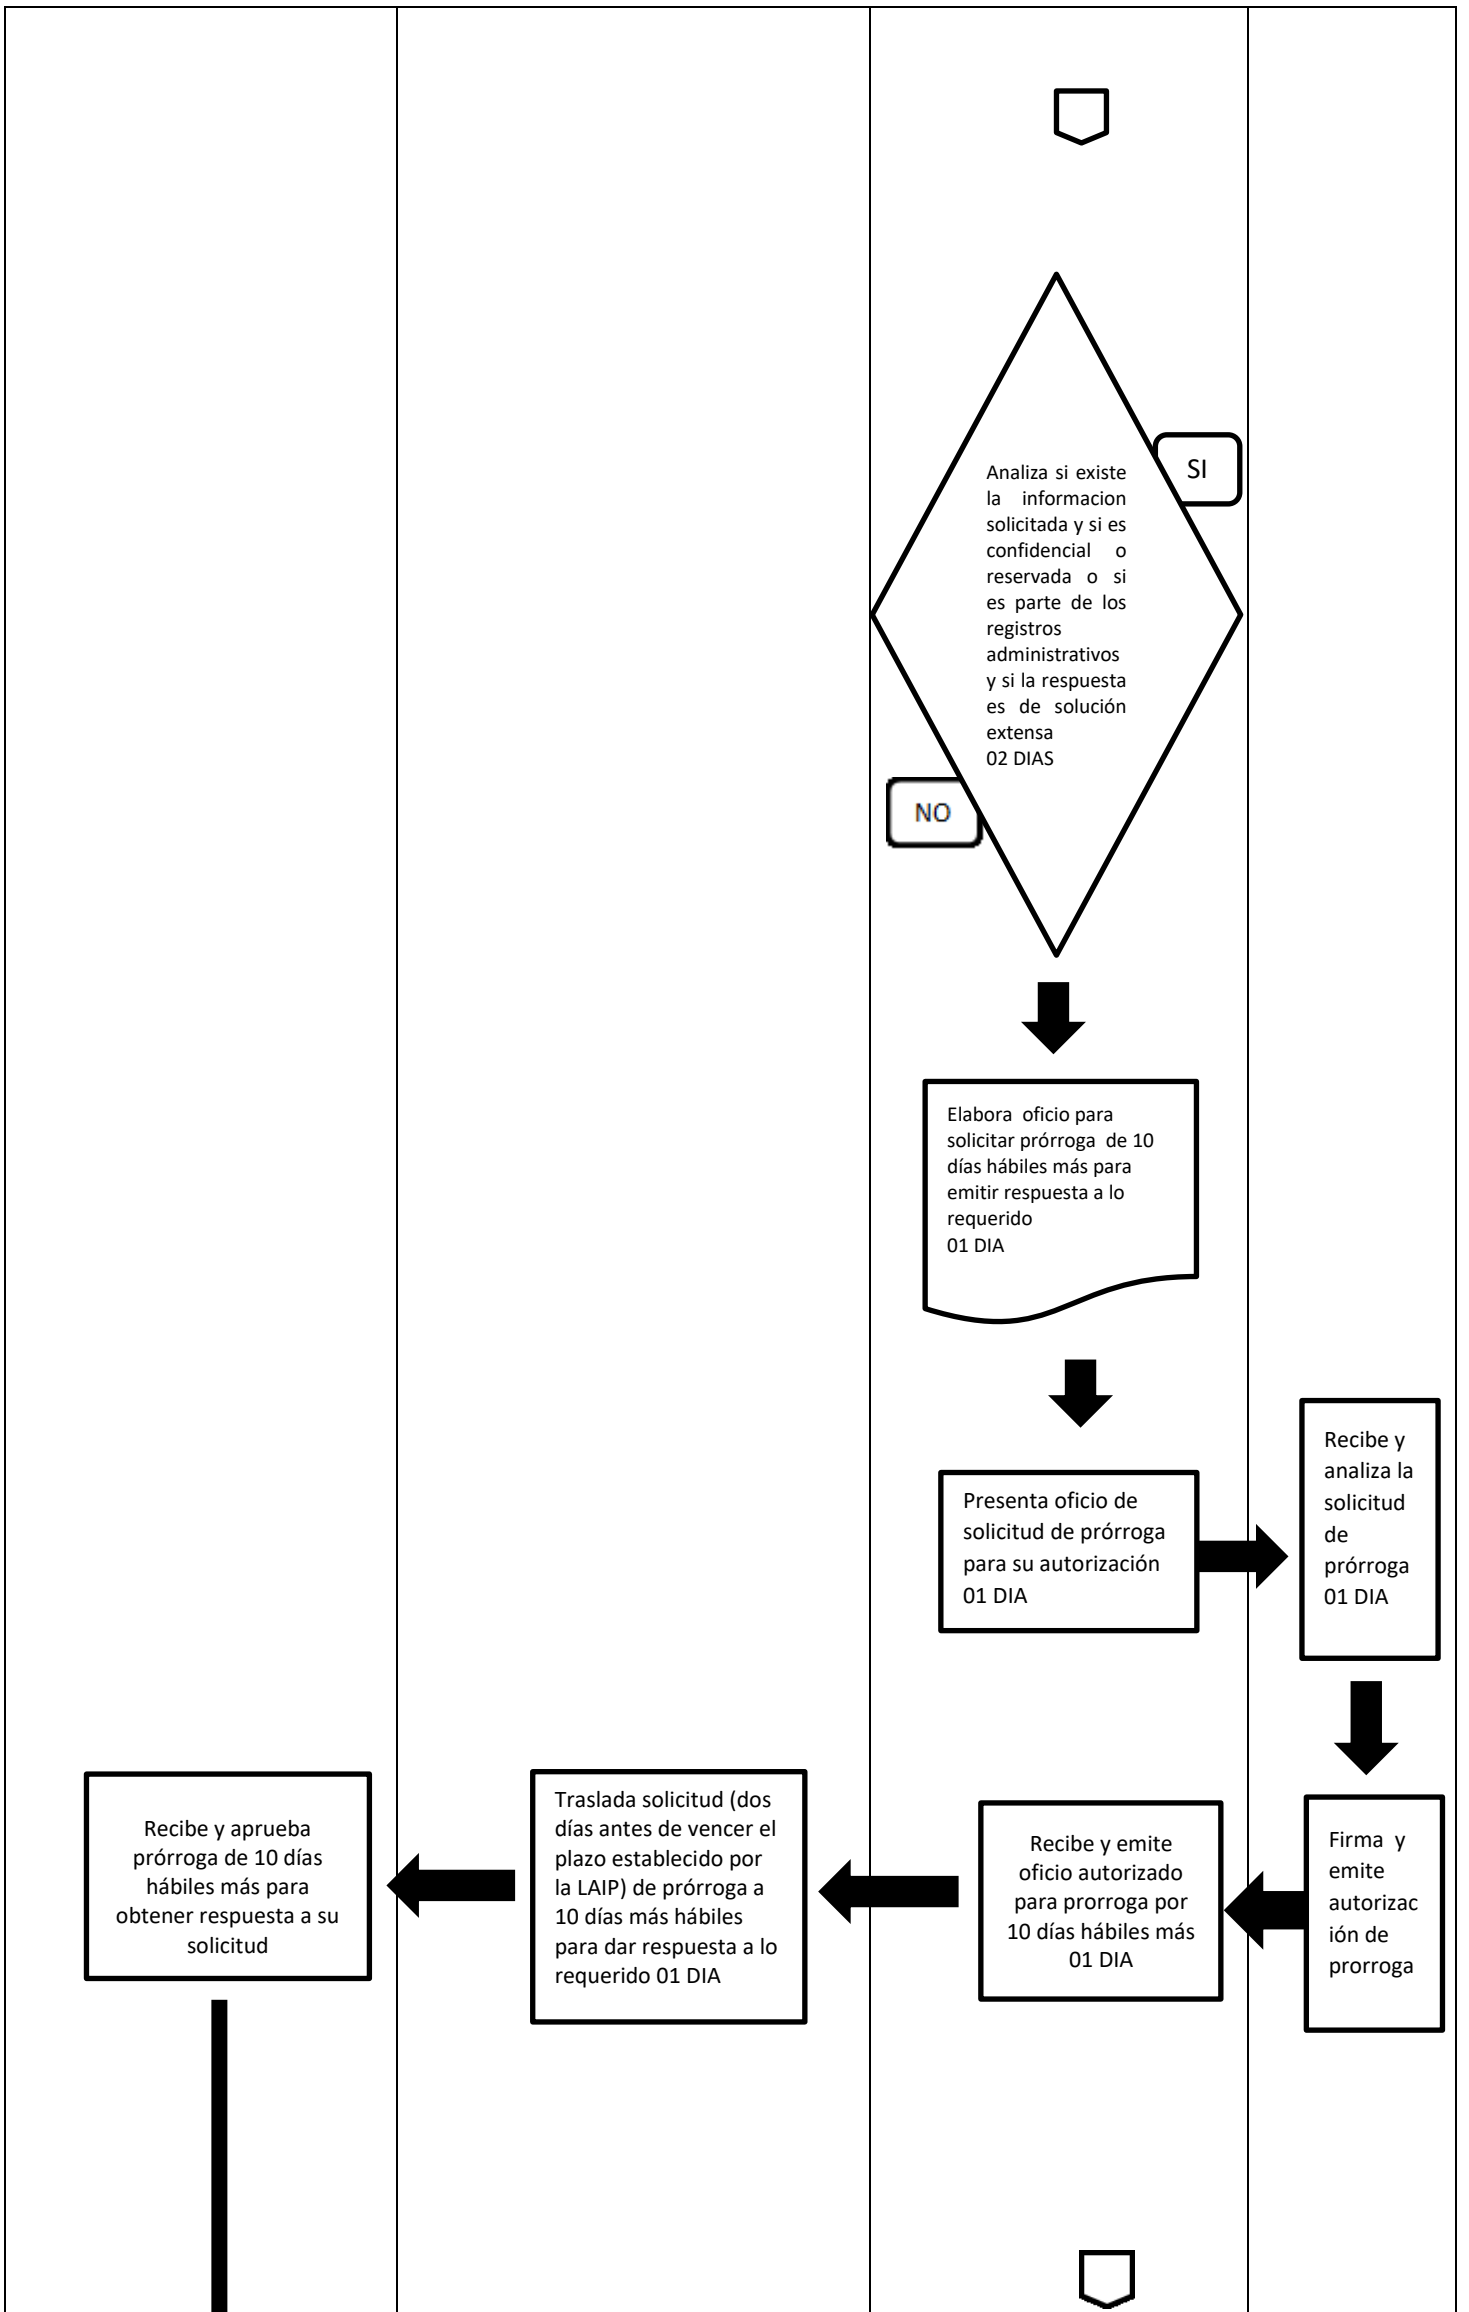 SI
Analiza si existe
la informacion
solicitada y si es
confidencial o
reservada o si
es parte de los
registros
administrativos
y si la respuesta
es de solución
extensa
02 DIAS
NO
Elabora oficio para
solicitar prórroga de 10
días hábiles más para
emitir respuesta a lo
requerido
01 DIA
Presenta oficio de
solicitud de prórroga
para su autorización
01 DIA
Recibe y
analiza la
solicitud
de
prórroga
01 DIA
Firma y
emite
autorizac
ión de
prorroga
Recibe y emite
oficio autorizado
para prorroga por
10 días hábiles más
01 DIA
Traslada solicitud (dos
días antes de vencer el
plazo establecido por
la LAIP) de prórroga a
10 días más hábiles
para dar respuesta a lo
requerido 01 DIA
Recibe y aprueba
prórroga de 10 días
hábiles más para
obtener respuesta a su
solicitud